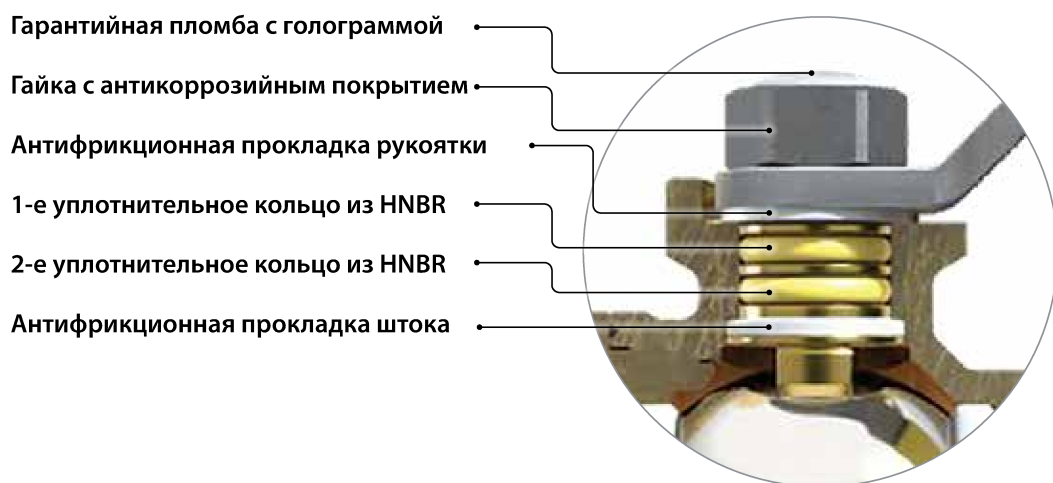 Гарантийная пломба с голограммой
Гайка с антикоррозийным покрытием
Антифрикционная прокладка рукоятки
1-е уплотнительное кольцо из HNBR
2-е уплотнительное кольцо из HNBR
Антифрикционная прокладка штока